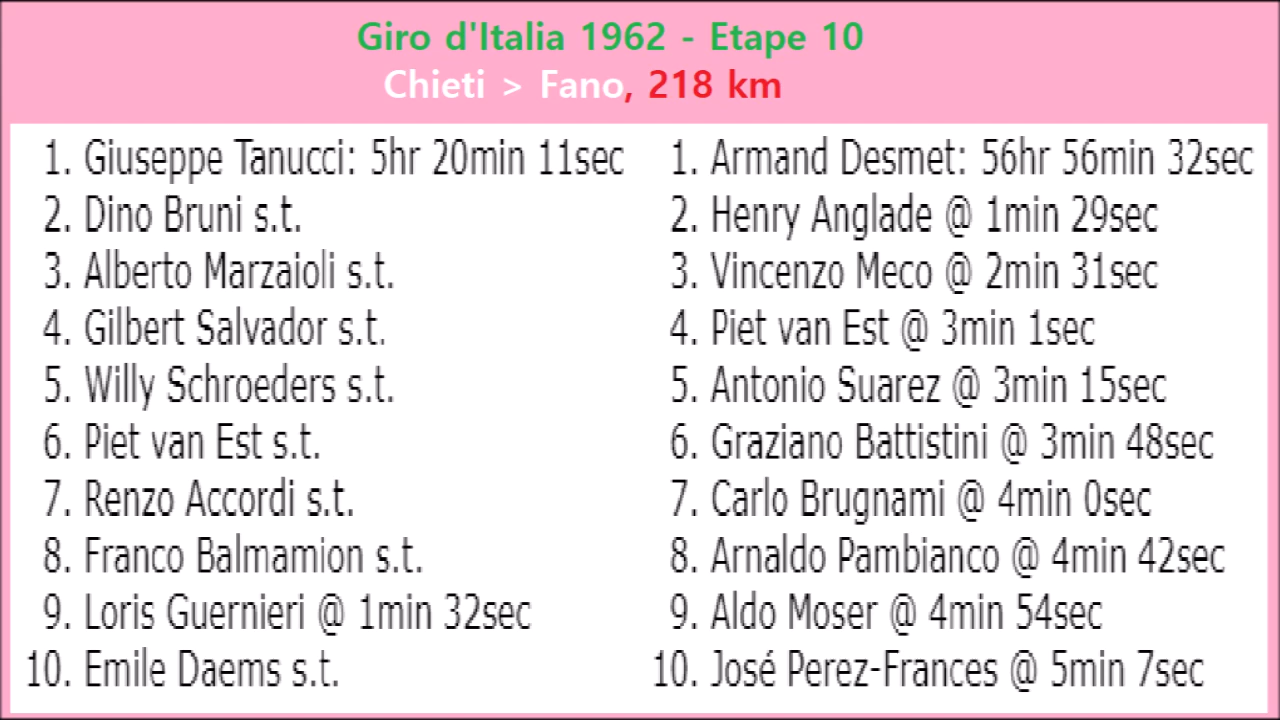 Giro d'Italia 1962 - Etape 10
Chieti > Fano, 218 km
1. Giuseppe Tanucci: 5hr 20min 11sec
2. Dino Bruni s.t.
3. Alberto Marzaioli s.t.
4. Gilbert Salvador s.t.
5. Willy Schroeders s.t.
6. Piet van Est s.t.
7. Renzo Accordi s.t.
8. Franco Balmamion s.t.
9. Loris Guernieri @ 1min 32sec
10. Emile Daems s.t.
1. Armand Desmet: 56hr 56min 32sec
2. Henry Anglade @ 1min 29sec
3. Vincenzo Meco @ 2min 31sec
4. Piet van Est @ 3min 1sec
5. Antonio Suarez @ 3min 15sec
6. Graziano Battistini @ 3min 48sec
7. Carlo Brugnami @ 4min 0sec
8. Arnaldo Pambianco @ 4min 42sec
9. Aldo Moser @ 4min 54sec
10. José Perez-Frances @ 5min 7sec